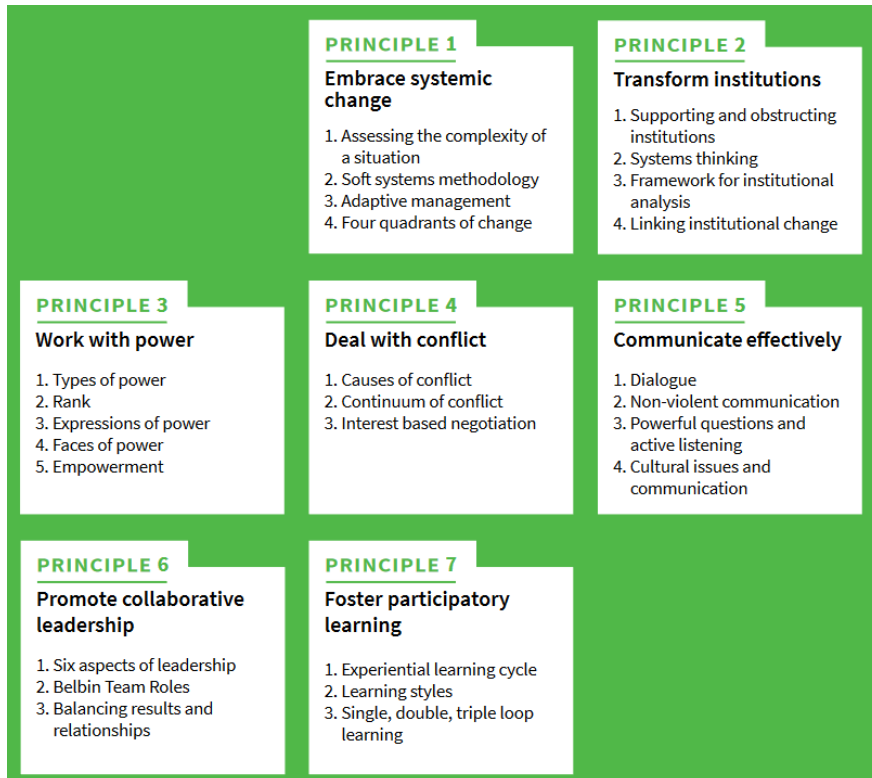 PRINCIPLE 1
Embrace systemic
change
1. Assessing the complexity of
a situation
2. Soft systems methodology
3. Adaptive management
4. Four quadrants of change
PRINCIPLE 2
Transform institutions
1. Supporting and obstructing
institutions
2. Systems thinking
3. Framework for institutional
analysis
4. Linking institutional change
PRINCIPLE 3
Work with power
1. Types of power
2. Rank
3. Expressions of power
4. Faces of power
5. Empowerment
PRINCIPLE 4
Deal with conflict
1. Causes of conflict
2. Continuum of conflict
3. Interest based negotiation
PRINCIPLE 5
Communicate effectively
1. Dialogue
2. Non-violent communication
3. Powerful questions and
active listening
4. Cultural issues and
communication
PRINCIPLE 6
Promote collaborative
leadership
1. Six aspects of leadership
2. Belbin Team Roles
3. Balancing results and
relationships
PRINCIPLE 7
Foster participatory
learning
1. Experiential learning cycle
2. Learning styles
3. Single, double, triple loop
learning